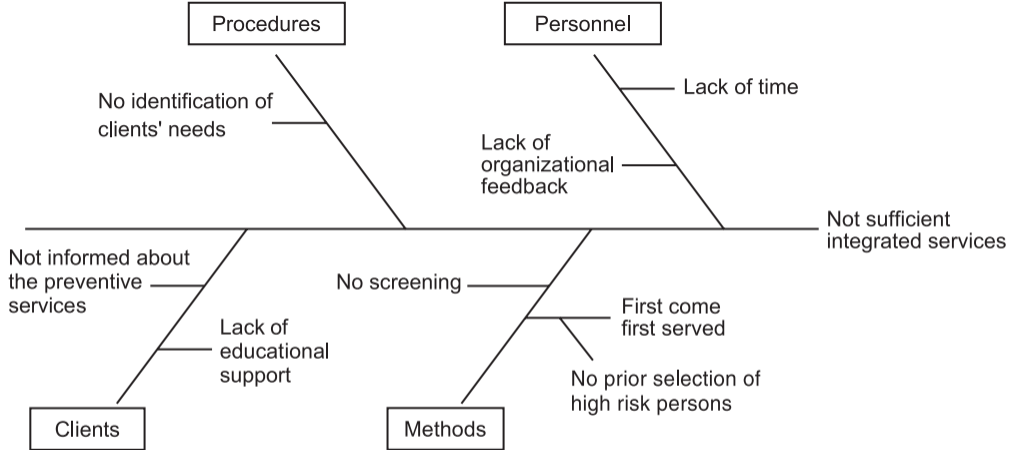 Procedures
Personnel
No identification of
clients' needs
Lack of time
Lack of
organizational
feedback
Not sufficient
integrated services
Not informed about
the preventive
services
No screening
First come
first served
Lack of
educational
support
No prior selection of
high risk persons
Clients
Methods